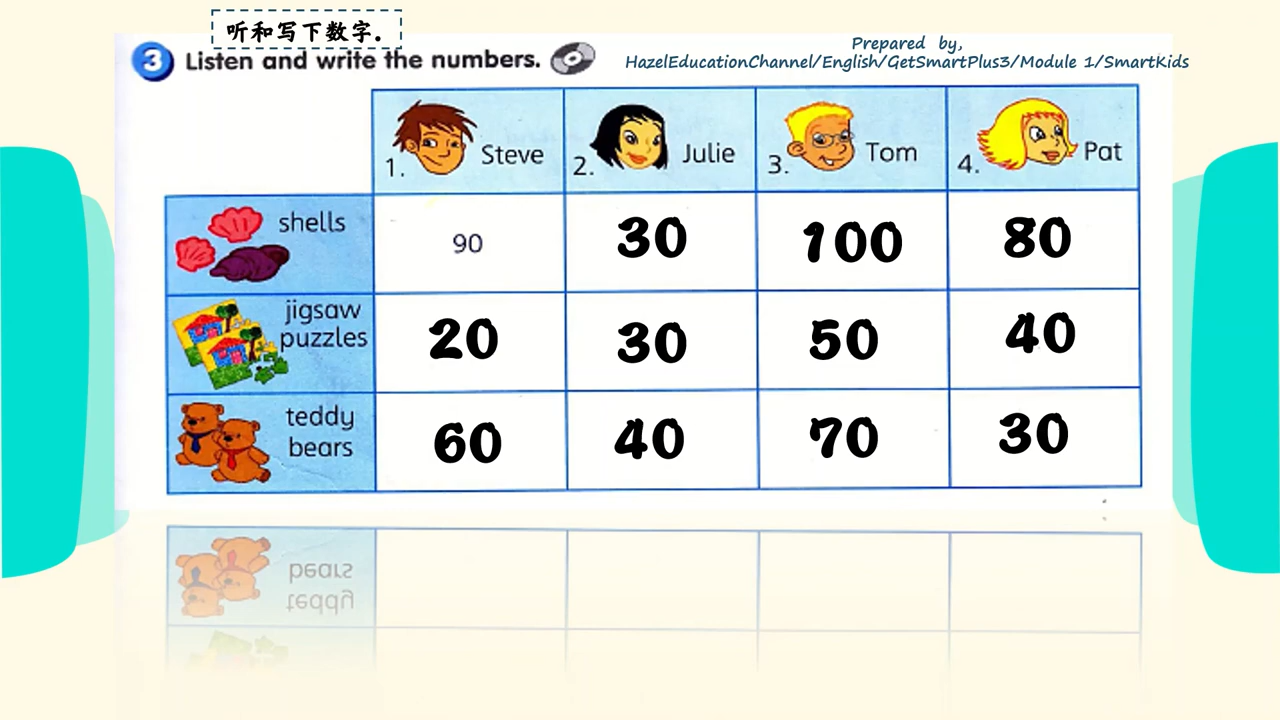 听和写下数字.
3 Listen and write the numbers.
Prepared by,
HazelEducationChannel/English/GetSmartPlus3/Module 1/SmartKids
1. Steve 2. Julie 3. Tom 4. Pat
shells 90 30 100 80
jigsaw
puzzles 20 30 50 40
teddy
bears 60 40 70 30
bears
teddy